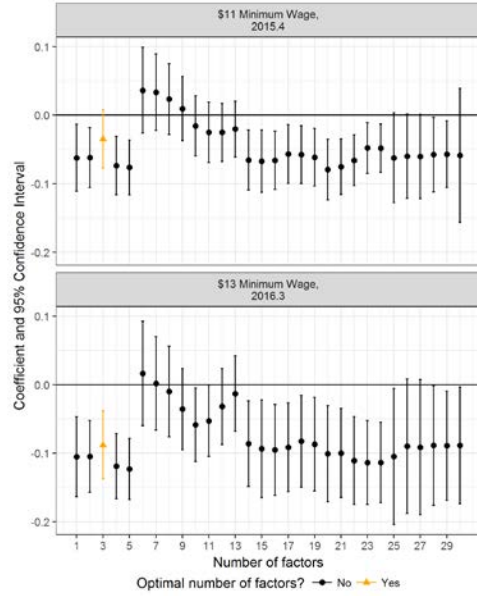 $11 Minimum Wage,
2015.4
0.1
0.0
-0.1
-0.2
$13 Minimum Wage,
2016.3
0.1
0.0
-0.1
-0.2
Coefficient and 95% Confidence Interval
1 3 5 7 9 11 13 15 17 19 21 23 25 27 29
Number of factors
Optimal number of factors? No Yes